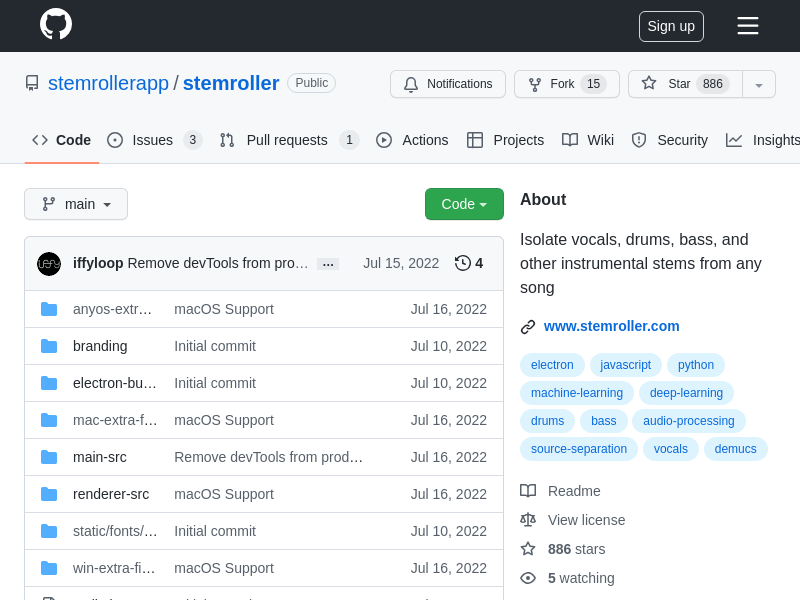 Sign up
stemrollerapp / stemroller Public
Notifications Fork 15 Star 886
Code Issues 3 Pull requests 1 Actions Projects Wiki Security Insights
main Code
iffyloop Remove devTools from pro… … Jul 15, 2022 4
anyos-extr… macOS Support Jul 16, 2022
branding Initial commit Jul 10, 2022
electron-bu… Initial commit Jul 10, 2022
mac-extra-f… macOS Support Jul 16, 2022
main-src Remove devTools from prod… Jul 16, 2022
renderer-src macOS Support Jul 16, 2022
static/fonts/… Initial commit Jul 10, 2022
win-extra-fi… macOS Support Jul 16, 2022
About
Isolate vocals, drums, bass, and
other instrumental stems from any
song
www.stemroller.com
electron javascript python
machine-learning deep-learning
drums bass audio-processing
source-separation vocals demucs
Readme
View license
886 stars
5 watching